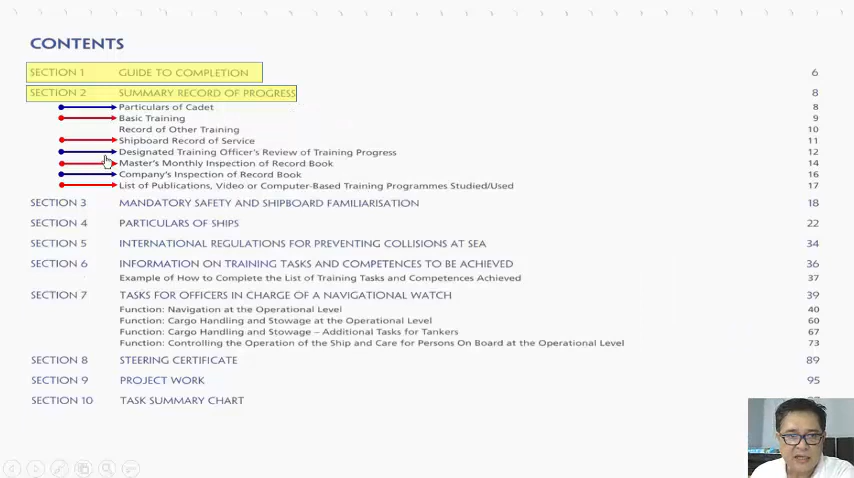 CONTENTS
SECTION 1 GUIDE TO COMPLETION 6
SECTION 2 SUMMARY RECORD OF PROGRESS 8
Particulars of Cadet 8
Basic Training 9
Record of Other Training 10
Shipboard Record of Service 11
Designated Training Officer's Review of Training Progress 12
Master's Monthly Inspection of Record Book 14
Company's Inspection of Record Book 16
List of Publications, Video or Computer-Based Training Programmes Studied/Used 17
SECTION 3 MANDATORY SAFETY AND SHIPBOARD FAMILIARISATION 18
SECTION 4 PARTICULARS OF SHIPS 22
SECTION 5 INTERNATIONAL REGULATIONS FOR PREVENTING COLLISIONS AT SEA 34
SECTION 6 INFORMATION ON TRAINING TASKS AND COMPETENCES TO BE ACHIEVED 36
Example of How to Complete the List of Training Tasks and Competences Achieved 37
SECTION 7 TASKS FOR OFFICERS IN CHARGE OF A NAVIGATIONAL WATCH 39
Function: Navigation at the Operational Level 40
Function: Cargo Handling and Stowage at the Operational Level 60
Function: Cargo Handling and Stowage – Additional Tasks for Tankers 67
Function: Controlling the Operation of the Ship and Care for Persons On Board at the Operational Level 73
SECTION 8 STEERING CERTIFICATE 89
SECTION 9 PROJECT WORK 95
SECTION 10 TASK SUMMARY CHART